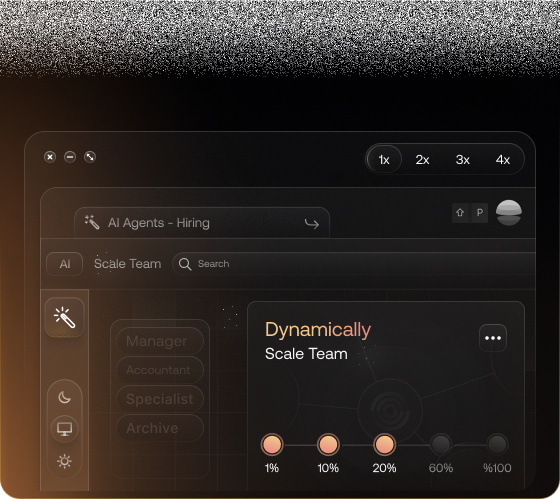 1x 2x 3x 4x
AI Agents - Hiring
P
AI Scale Team Search
Dynamically
Scale Team
Manager
Accountant
Specialist
Archive
1% 10% 20% 60% %100